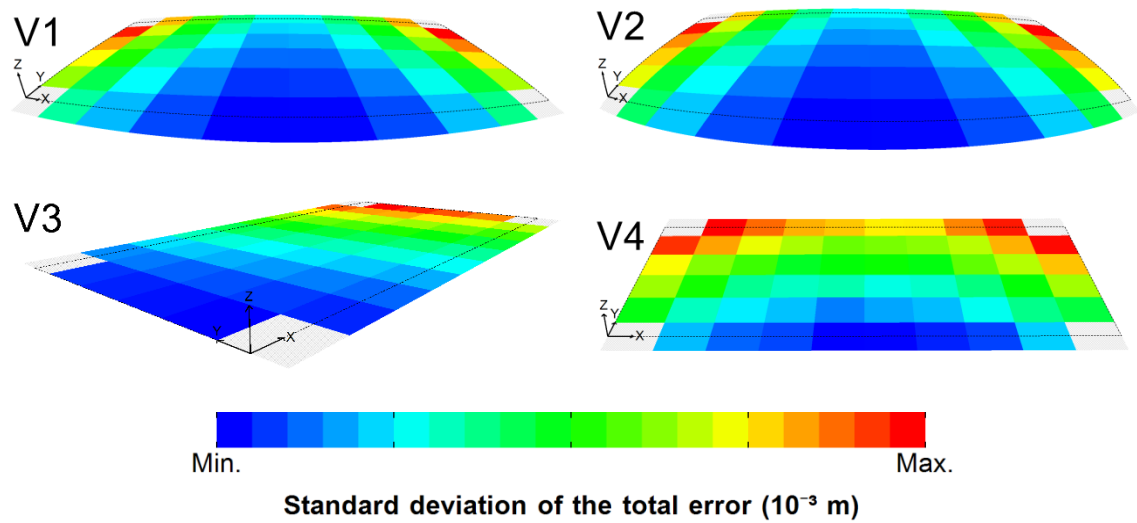 V1
Z
Y
X
V2
Z
Y
X
V3
Z
Y
X
V4
Z
Y
X
Min.
Max.
Standard deviation of the total error (10⁻³ m)